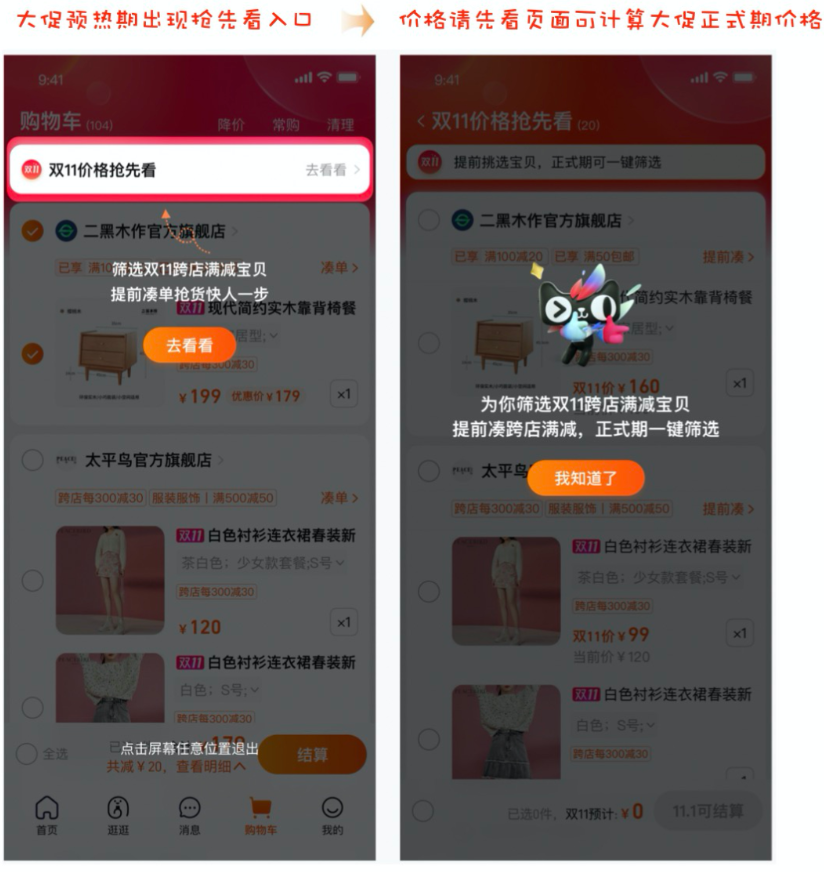 大促预热期出现抢先看入口
价格请先看页面可计算大促正式期价格
9:41
购物车(104)
降价 常购 清理
双11 双11价格抢先看 去看看
二黑木作官方旗舰店
已享 满10
凑单
筛选双11跨店满减宝贝
提前凑单抢货快人一步
双11 现代简约实木靠背椅餐
居型;
去看看
跨店每300减30
¥199 优惠价¥179 ×1
太平鸟官方旗舰店
跨店每300减30 服装服饰 | 满500减50 凑单
双11 白色衬衫连衣裙春装新
茶白色;少女款套餐;S号
跨店每300减30
¥120 ×1
双11 白色衬衫连衣裙春装新
白色;S号;
跨店每300减30
全选
点击屏幕任意位置退出
共减¥20,查看明细
结算
首页 逛逛 消息 购物车 我的
9:41
双11价格抢先看(20)
双11 提前挑选宝贝,正式期可一键筛选
二黑木作官方旗舰店
已享 满100减20 已享 满50包邮 提前凑
简约实木靠背椅餐
居型;
每300减30
双11价¥160 ×1
为你筛选双11跨店满减宝贝
提前凑跨店满减,正式期一键筛选
我知道了
太平鸟
跨店每300减30 服装服饰 | 满500减50 提前凑
双11 白色衬衫连衣裙春装新
茶白色;少女款套餐;S号
跨店每300减30
双11价¥99 ×1
当前价¥120
双11 白色衬衫连衣裙春装新
白色;S号;
跨店每300减30
已选0件,双11预计:¥0 11.1可结算